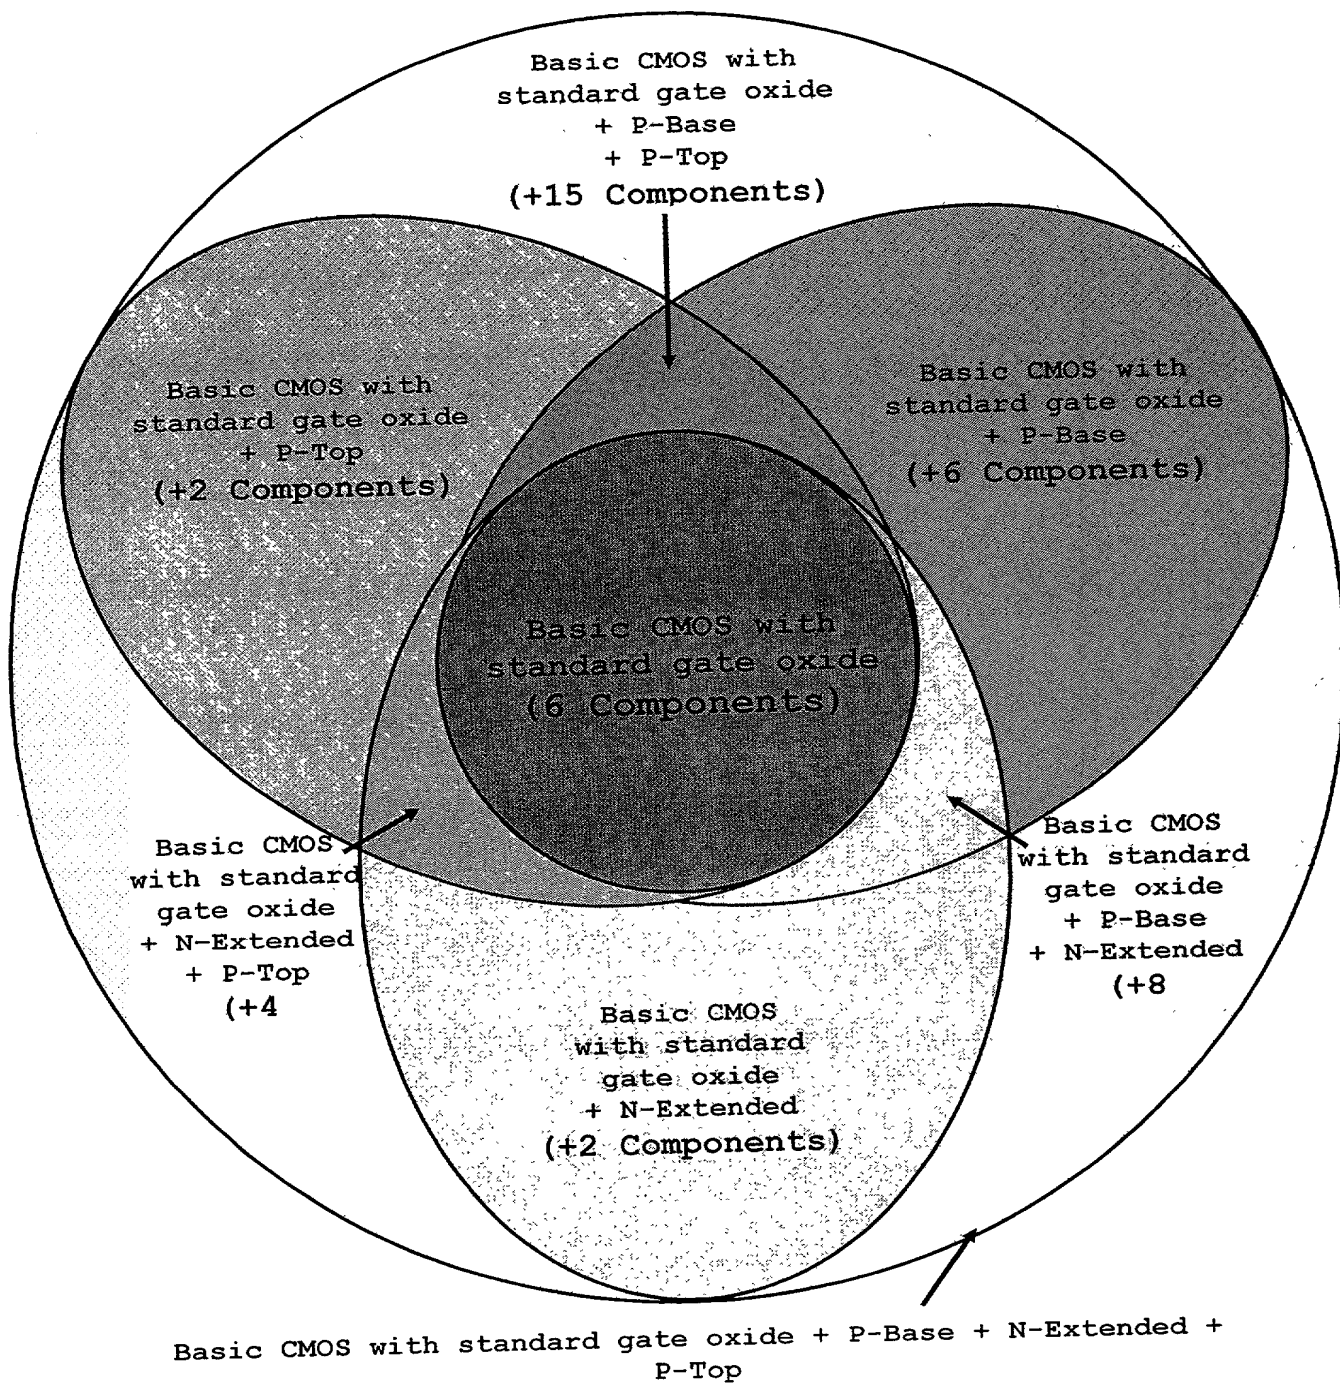 Basic CMOS with
standard gate oxide
+ P-Base
+ P-Top
(+15 Components)
Basic CMOS with
standard gate oxide
+ P-Top
(+2 Components)
Basic CMOS with
standard gate oxide
+ P-Base
(+6 Components)
Basic CMOS with
standard gate oxide
(6 Components)
Basic CMOS
with standard
gate oxide
+ N-Extended
+ P-Top
(+4
Basic CMOS
with standard
gate oxide
+ P-Base
+ N-Extended
(+8
Basic CMOS
with standard
gate oxide
+ N-Extended
(+2 Components)
Basic CMOS with standard gate oxide + P-Base + N-Extended +
P-Top